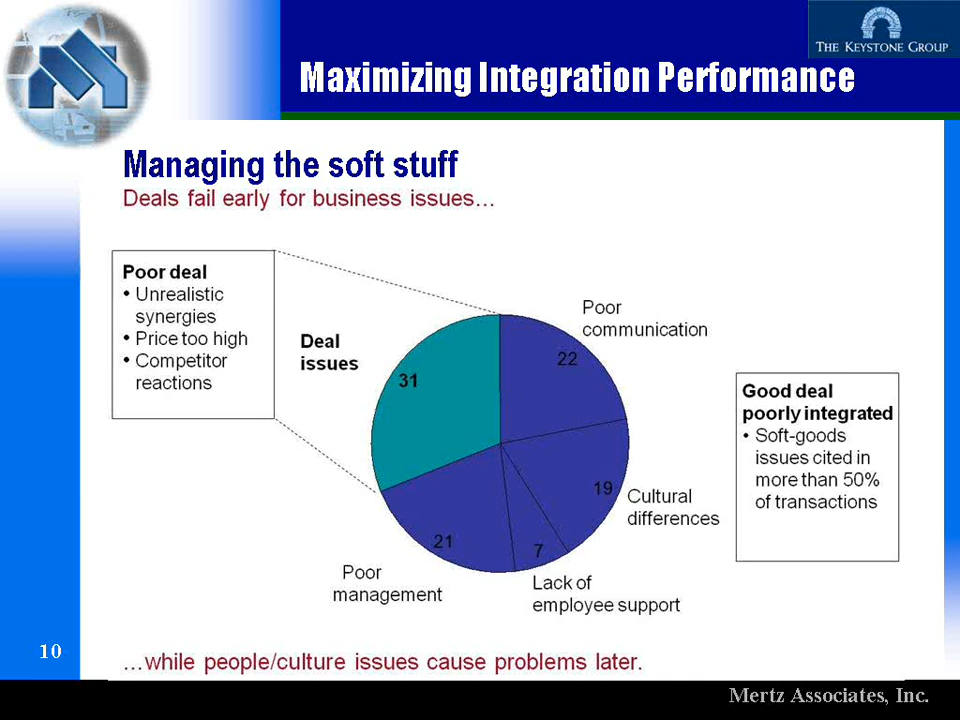 THE KEYSTONE GROUP
Maximizing Integration Performance
Managing the soft stuff
Deals fail early for business issues...
Poor deal
• Unrealistic
synergies
• Price too high
• Competitor
reactions
Deal
issues
31
Poor
communication
22
Good deal
poorly integrated
• Soft-goods
issues cited in
more than 50%
of transactions
19
Cultural
differences
21
7
Poor
management
Lack of
employee support
10
...while people/culture issues cause problems later.
Mertz Associates, Inc.